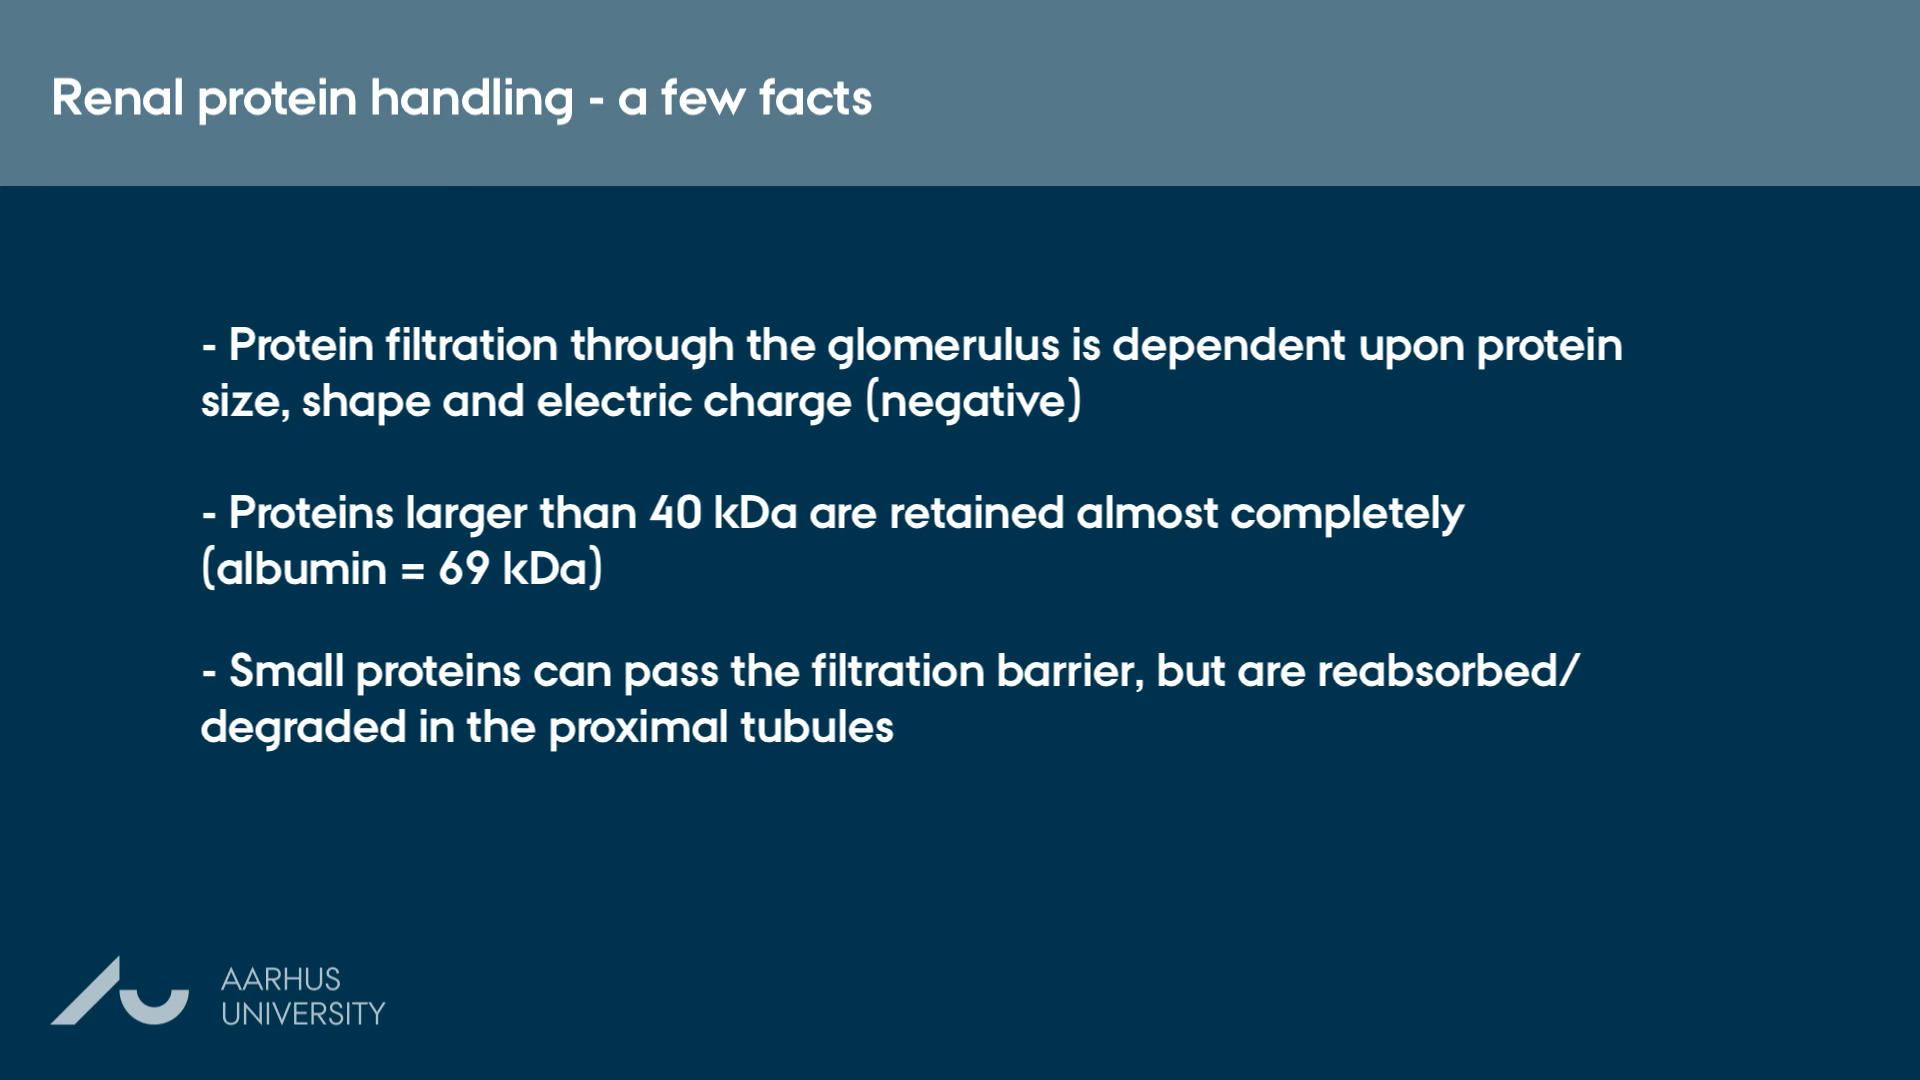 Renal protein handling - a few facts
- Protein filtration through the glomerulus is dependent upon protein
size, shape and electric charge (negative)
- Proteins larger than 40 kDa are retained almost completely
(albumin = 69 kDa)
- Small proteins can pass the filtration barrier, but are reabsorbed/
degraded in the proximal tubules
AARHUS
UNIVERSITY